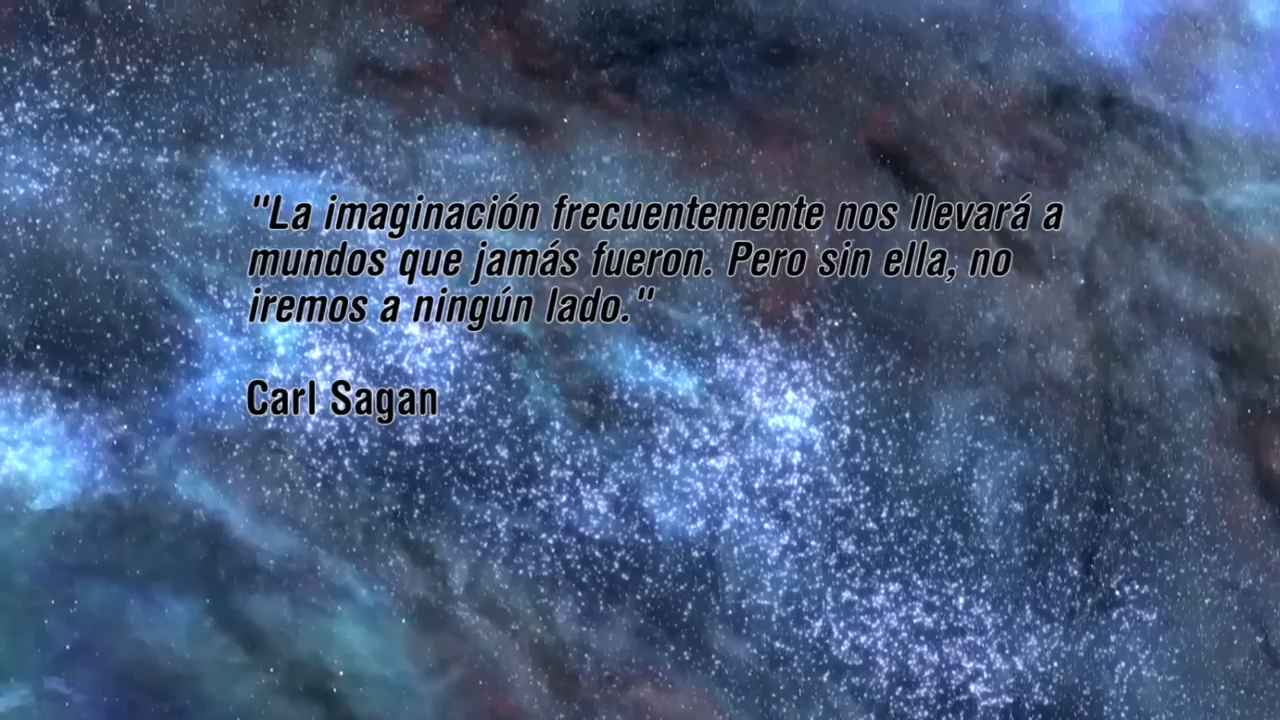 "La imaginación frecuentemente nos llevará a
mundos que jamás fueron. Pero sin ella, no
iremos a ningún lado."
Carl Sagan